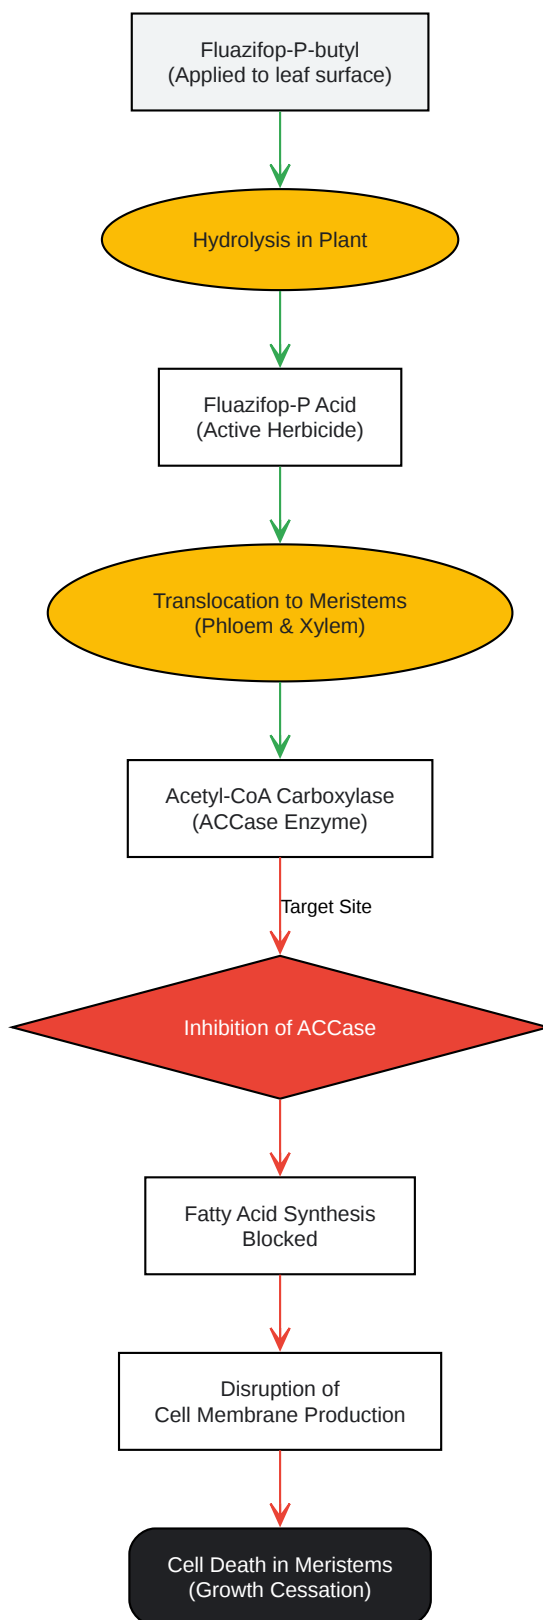 Fluazifop-P-butyl
(Applied to leaf surface)
Hydrolysis in Plant
Fluazifop-P Acid
(Active Herbicide)
Translocation to Meristems
(Phloem & Xylem)
Acetyl-CoA Carboxylase
(ACCase Enzyme)
Target Site
Inhibition of ACCase
Fatty Acid Synthesis
Blocked
Disruption of
Cell Membrane Production
Cell Death in Meristems
(Growth Cessation)